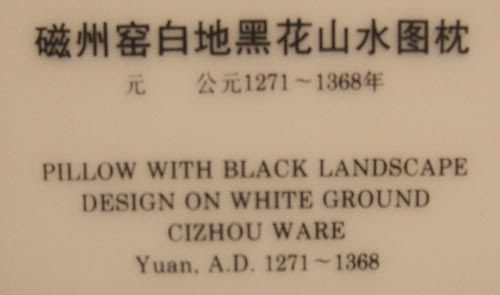 磁州窑白地黑花山水图枕
元 公元1271～1368年
PILLOW WITH BLACK LANDSCAPE
DESIGN ON WHITE GROUND
CIZHOU WARE
Yuan, A.D. 1271～1368